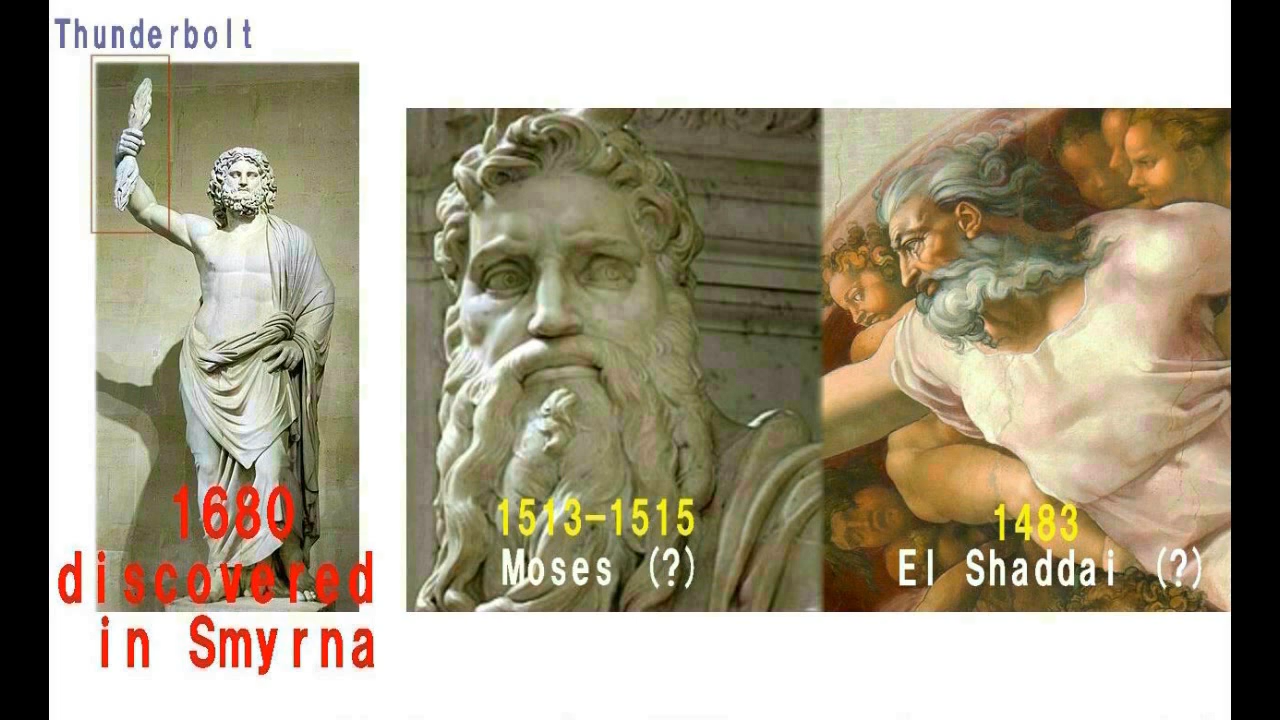 Thunderbolt
1680
discovered
in Smyrna
1513-1515
Moses (?)
1483
El Shaddai (?)